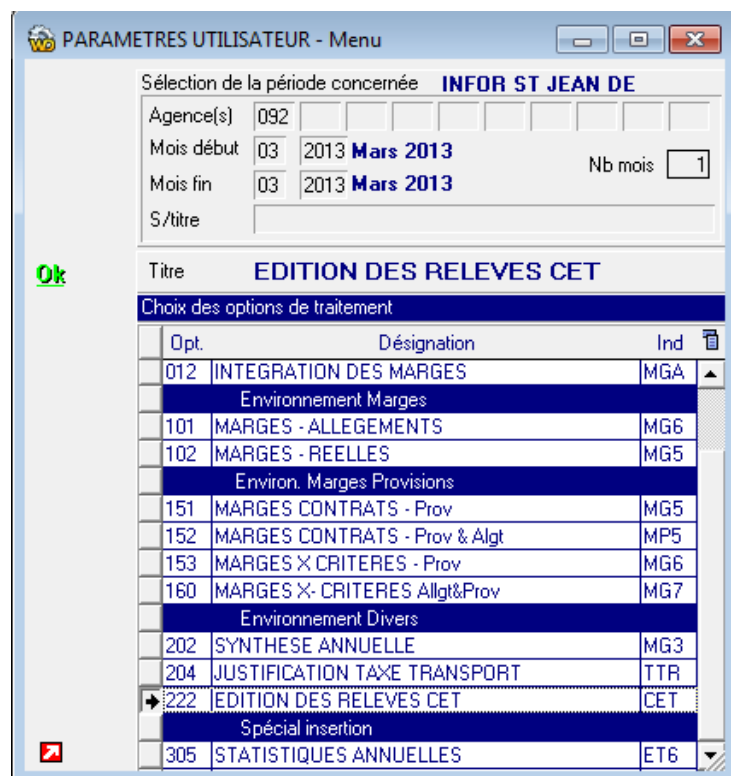 PARAMETRES UTILISATEUR - Menu
Sélection de la période concernée INFOR ST JEAN DE
Agence(s) 092
Mois début 03 2013 Mars 2013
Nb mois 1
Mois fin 03 2013 Mars 2013
S/titre
Ok
Titre EDITION DES RELEVES CET
Choix des options de traitement
Opt. Désignation Ind
012 INTEGRATION DES MARGES MGA
Environnement Marges
101 MARGES - ALLEGEMENTS MG6
102 MARGES - REELLES MG5
Environ. Marges Provisions
151 MARGES CONTRATS - Prov MG5
152 MARGES CONTRATS - Prov & Algt MP5
153 MARGES X CRITERES - Prov MG6
160 MARGES X- CRITERES Allgt&Prov MG7
Environnement Divers
202 SYNTHESE ANNUELLE MG3
204 JUSTIFICATION TAXE TRANSPORT TTR
222 EDITION DES RELEVES CET CET
Spécial insertion
305 STATISTIQUES ANNUELLES ET6